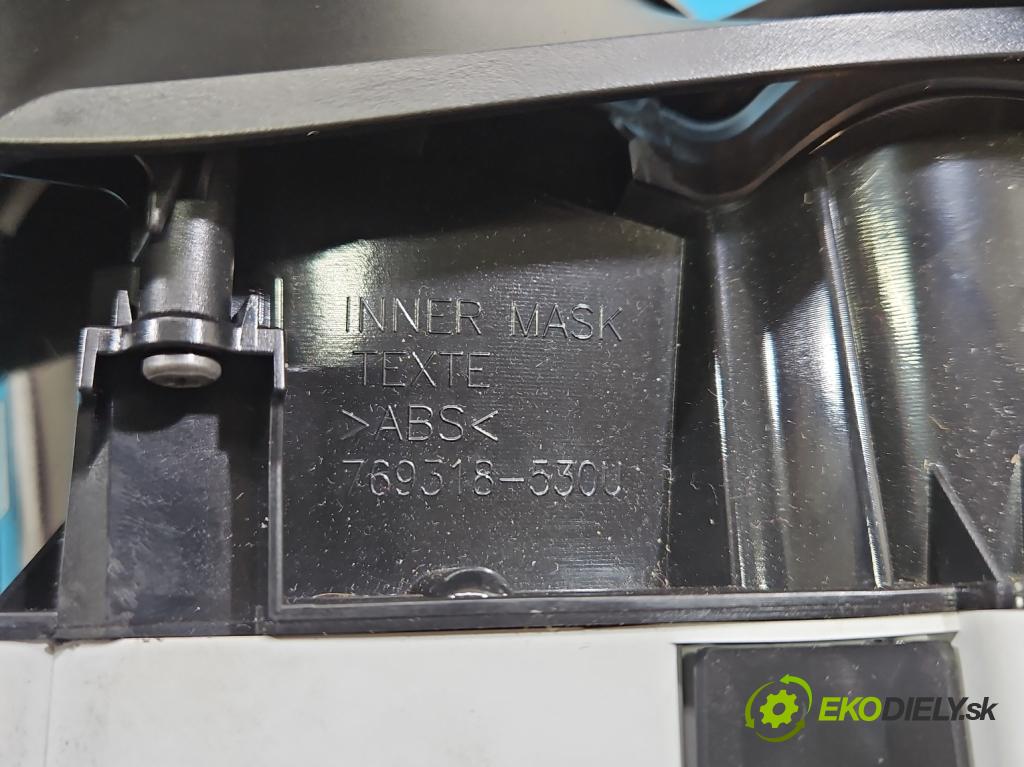 INNER MASK
TEXTE
>ABS<
769318-530U
EKODIELY.sk